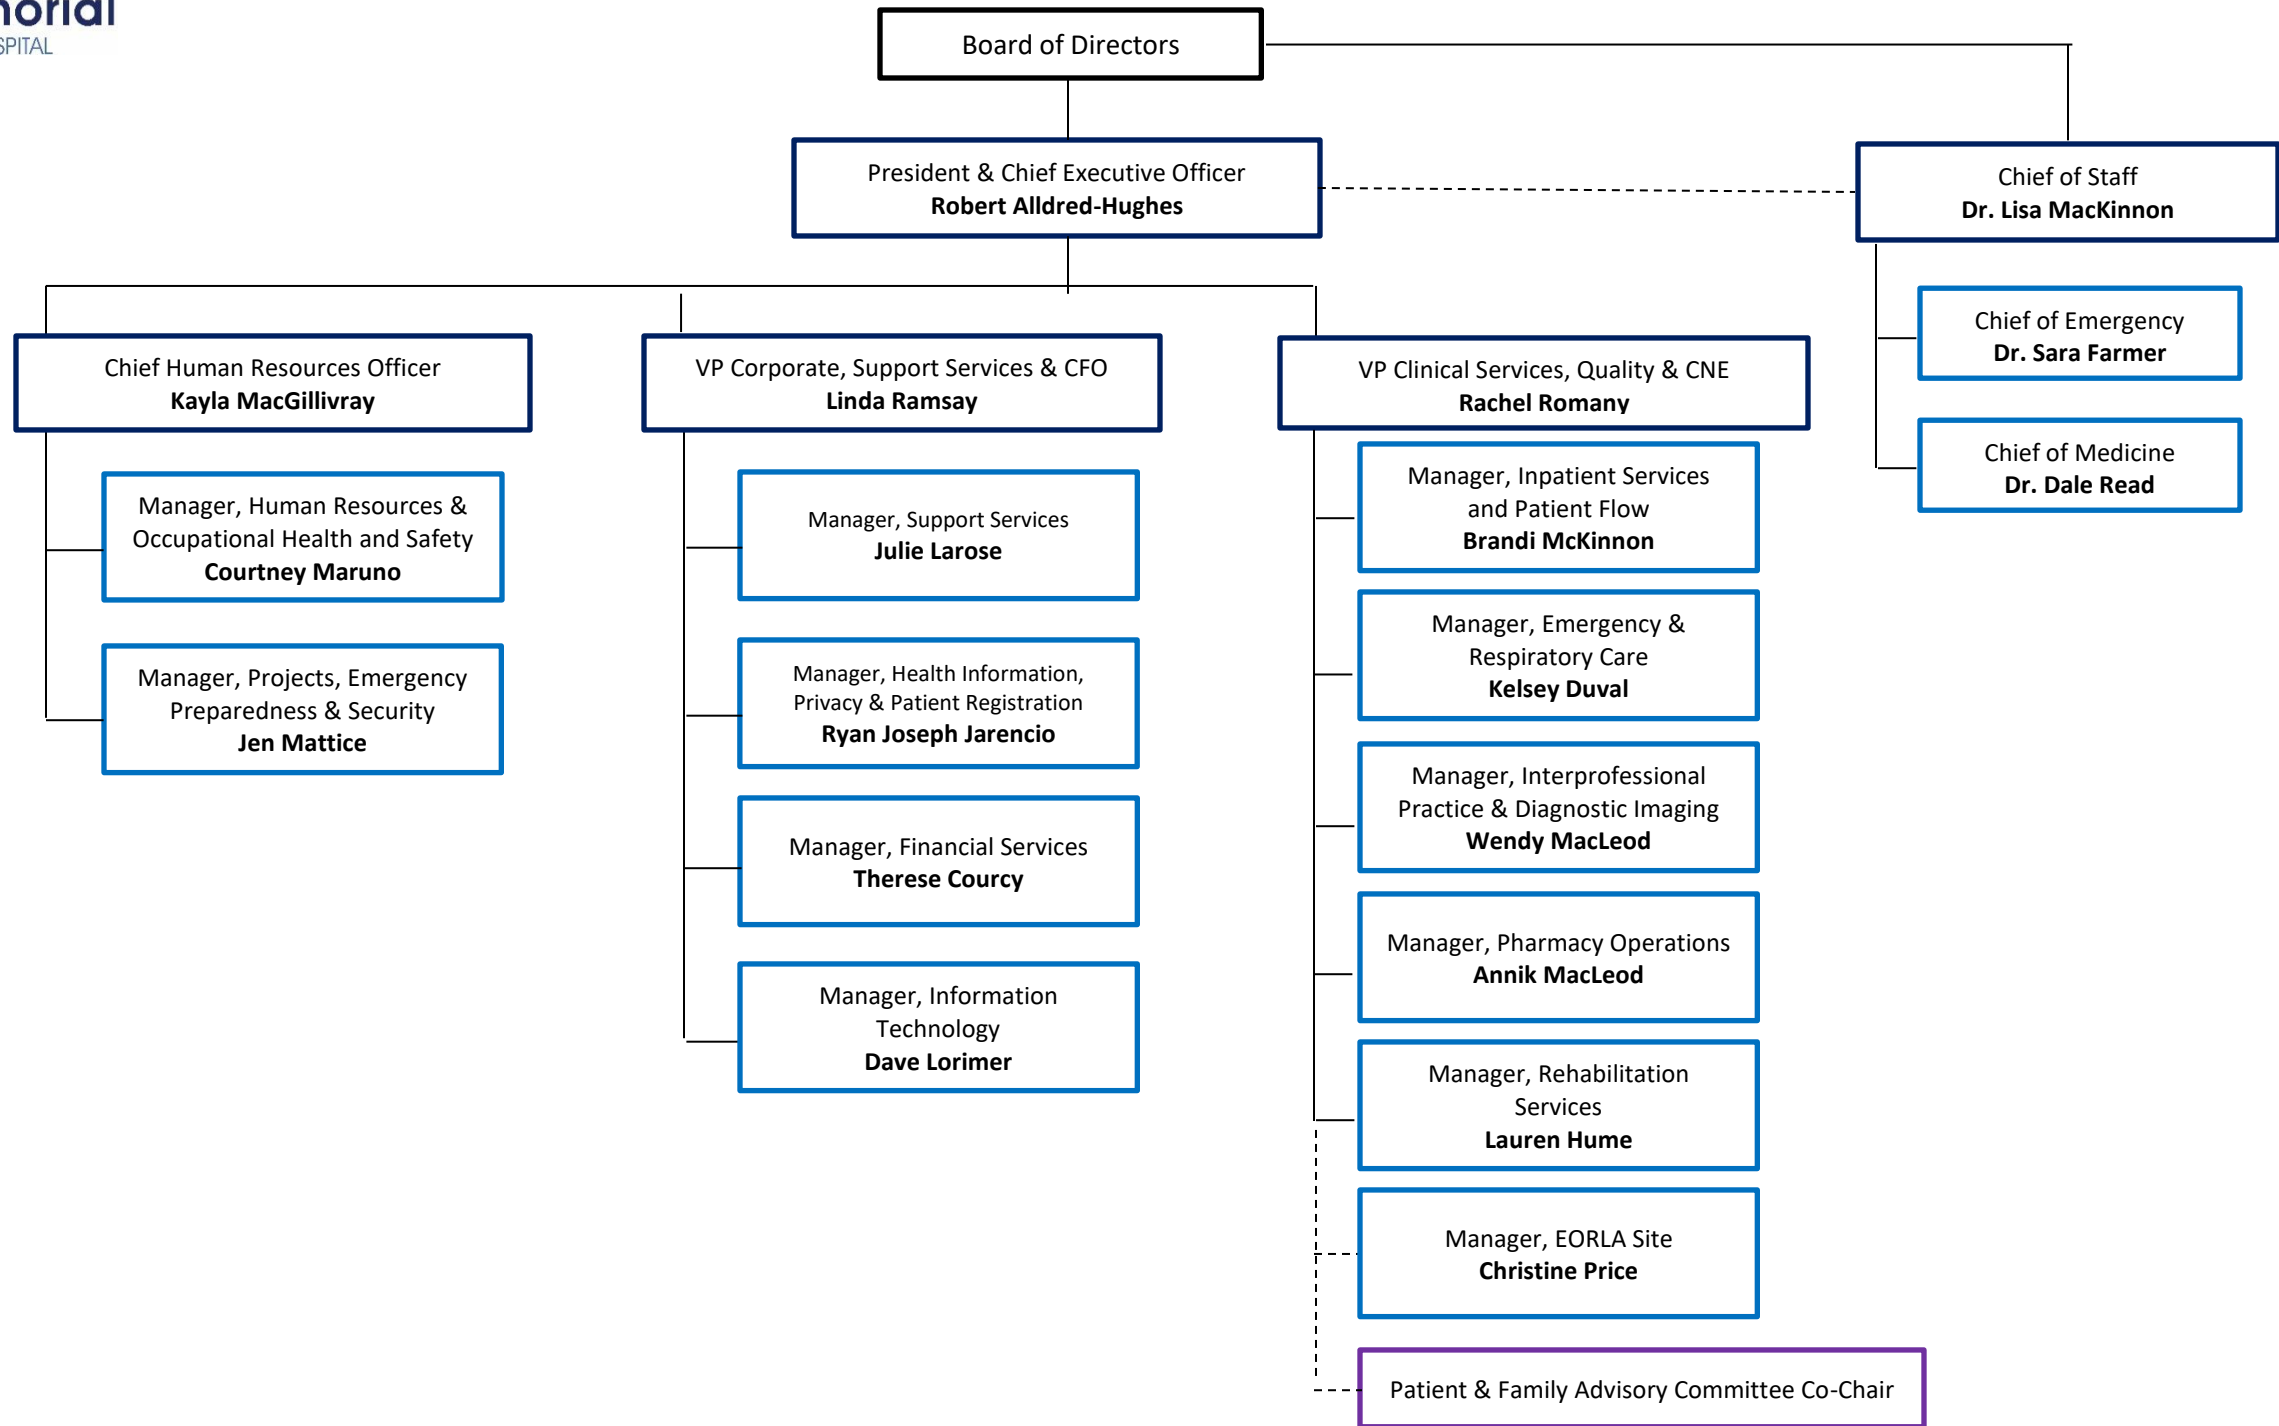 Board of Directors
President & Chief Executive Officer
Robert Alldred-Hughes
Chief of Staff
Dr. Lisa MacKinnon
Chief of Emergency
Dr. Sara Farmer
Chief of Medicine
Dr. Dale Read
Chief Human Resources Officer
Kayla MacGillivray
Manager, Human Resources &
Occupational Health and Safety
Courtney Maruno
Manager, Projects, Emergency
Preparedness & Security
Jen Mattice
VP Corporate, Support Services & CFO
Linda Ramsay
Manager, Support Services
Julie Larose
Manager, Health Information,
Privacy & Patient Registration
Ryan Joseph Jarencio
Manager, Financial Services
Therese Courcy
Manager, Information
Technology
Dave Lorimer
VP Clinical Services, Quality & CNE
Rachel Romany
Manager, Inpatient Services
and Patient Flow
Brandi McKinnon
Manager, Emergency &
Respiratory Care
Kelsey Duval
Manager, Interprofessional
Practice & Diagnostic Imaging
Wendy MacLeod
Manager, Pharmacy Operations
Annik MacLeod
Manager, Rehabilitation
Services
Lauren Hume
Manager, EORLA Site
Christine Price
Patient & Family Advisory Committee Co-Chair